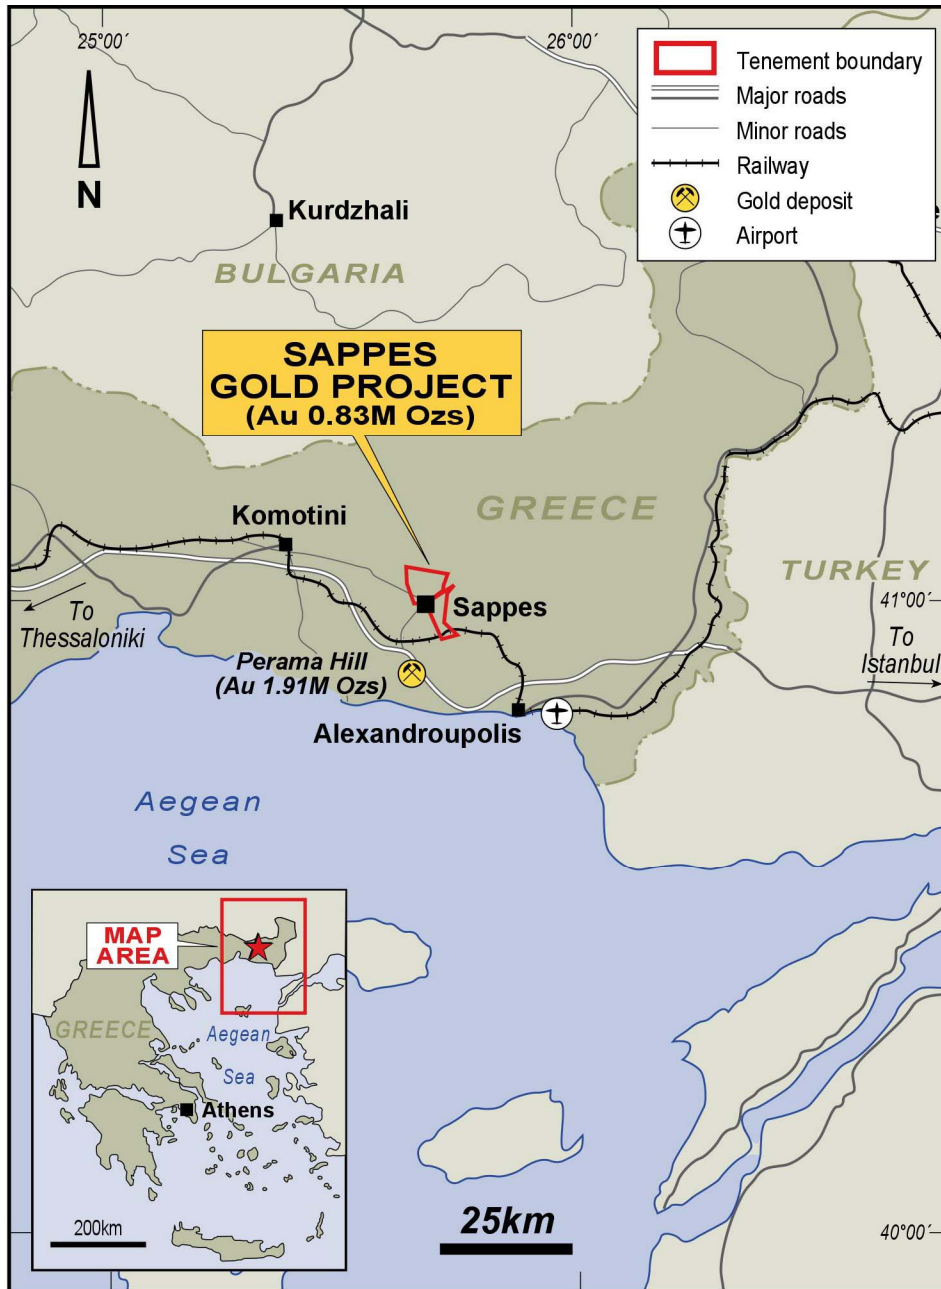 25°00'
26°00'
N
Tenement boundary
Major roads
Minor roads
Railway
Gold deposit
Airport
Kurdzhali
BULGARIA
SAPPES
GOLD PROJECT
(Au 0.83M Ozs)
GREECE
Komotini
TURKEY
Sappes
41°00'
To
Thessaloniki
To
Istanbul
Perama Hill
(Au 1.91M Ozs)
Alexandroupolis
Aegean
Sea
MAP
AREA
GREECE
Aegean
Sea
Athens
200km
25km
40°00'